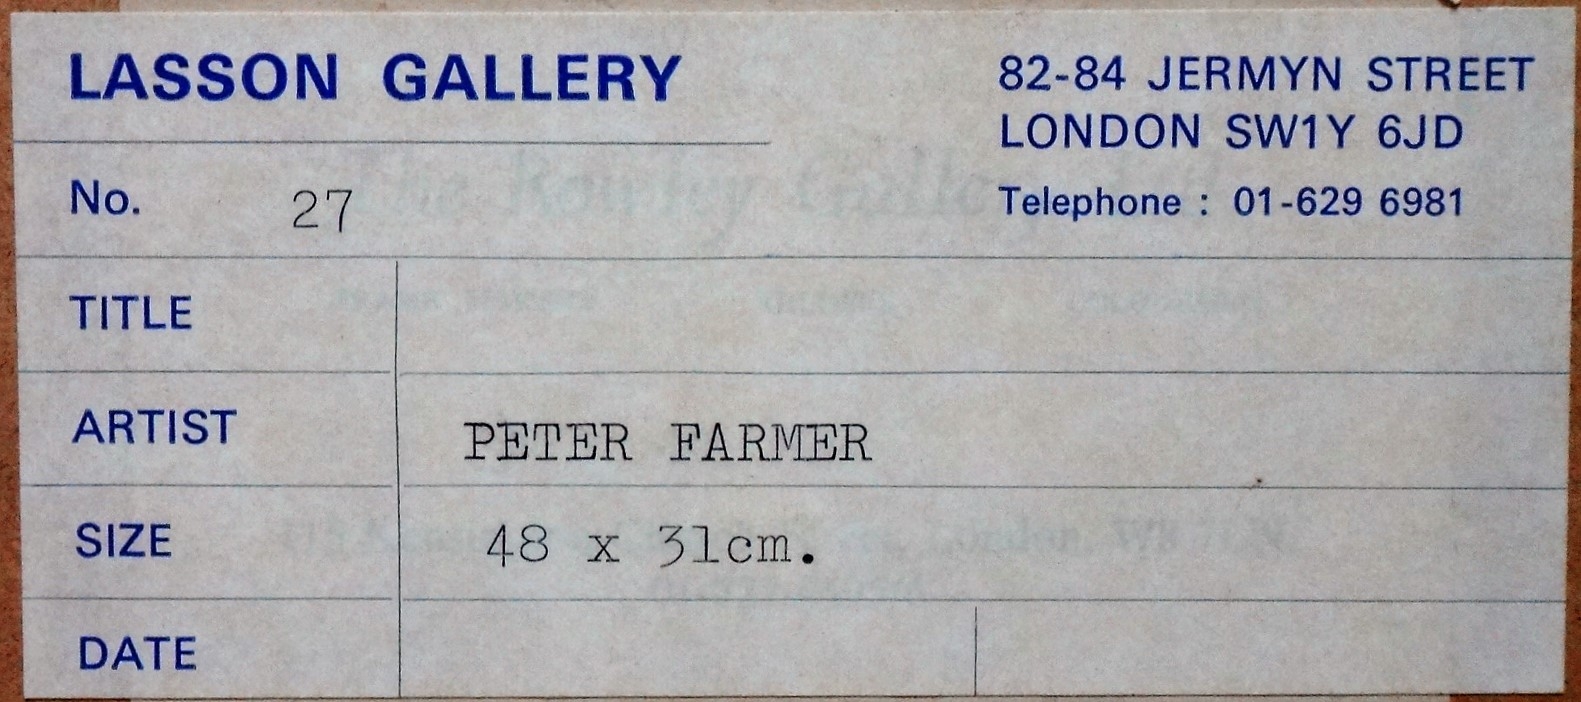 LASSON GALLERY
82-84 JERMYN STREET
LONDON SW1Y 6JD
Telephone : 01-629 6981
No. 27
TITLE
ARTIST PETER FARMER
SIZE 48 x 31cm.
DATE